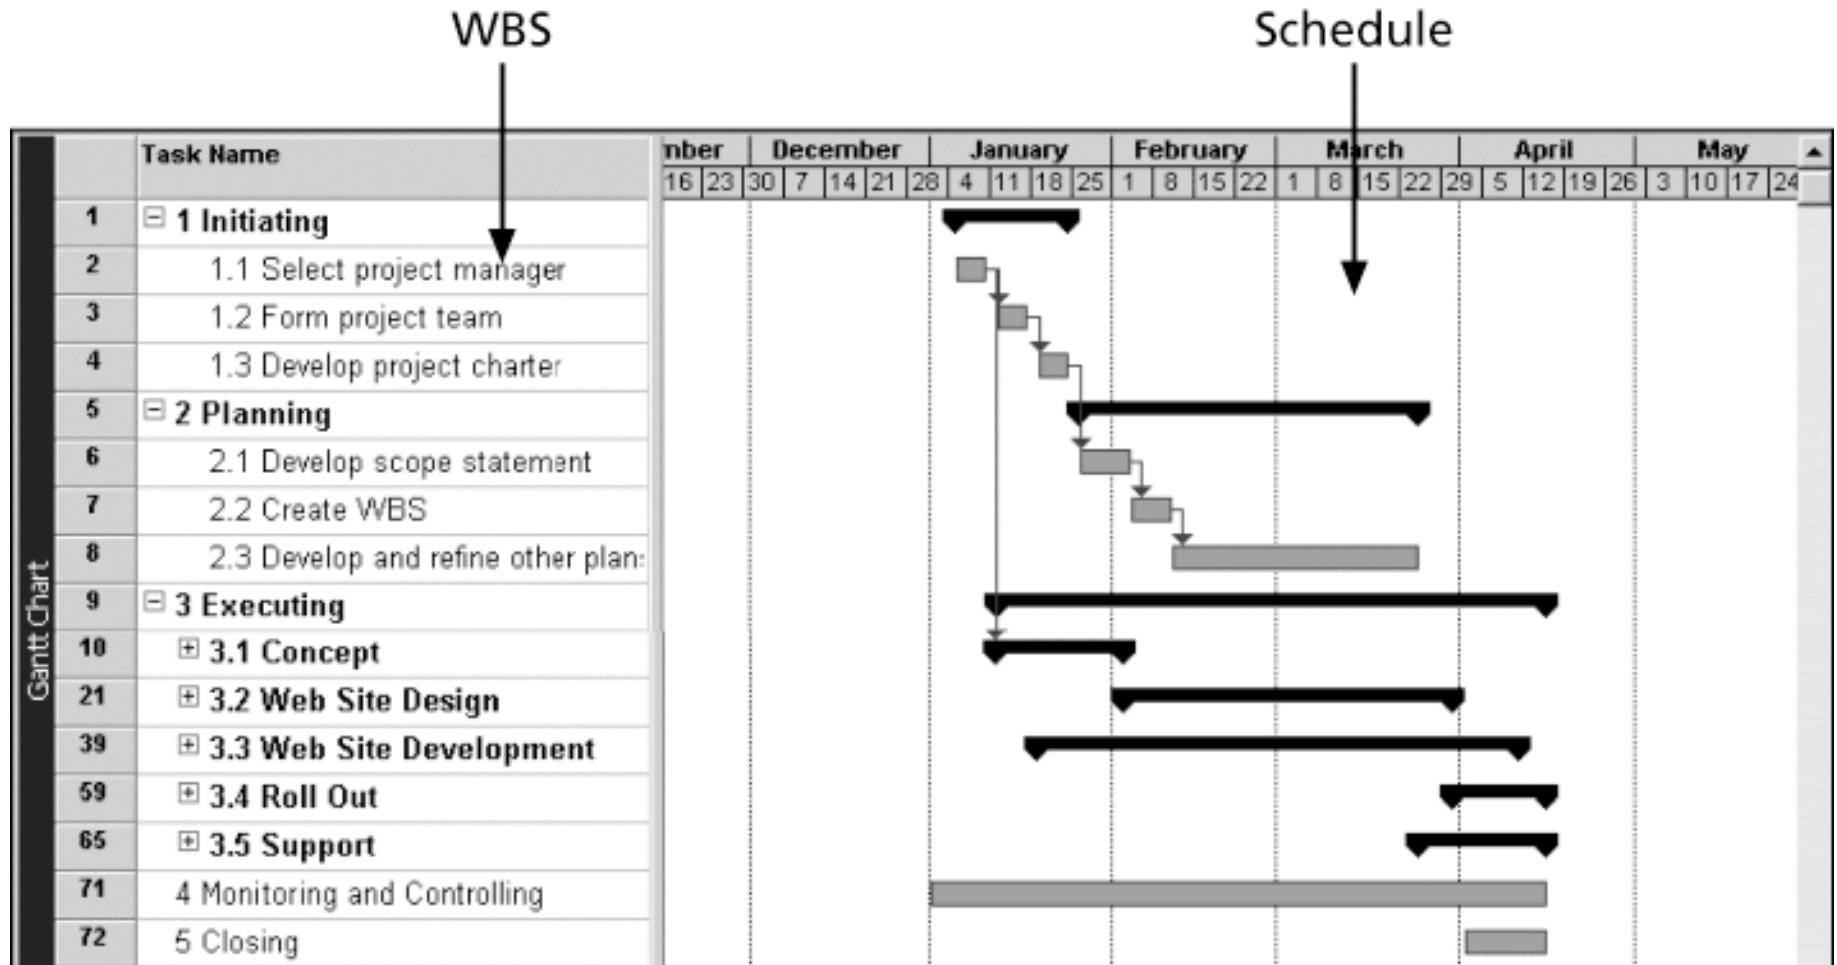 WBS Schedule
Task Name mber December January February March April May
16 23 30 7 14 21 28 4 11 18 25 1 8 15 22 1 8 15 22 29 5 12 19 26 3 10 17 24
1 1 Initiating
2 1.1 Select project manager
3 1.2 Form project team
4 1.3 Develop project charter
5 2 Planning
6 2.1 Develop scope statement
7 2.2 Create WBS
8 2.3 Develop and refine other plans
9 3 Executing
10 3.1 Concept
21 3.2 Web Site Design
39 3.3 Web Site Development
59 3.4 Roll Out
65 3.5 Support
71 4 Monitoring and Controlling
72 5 Closing
Gantt Chart